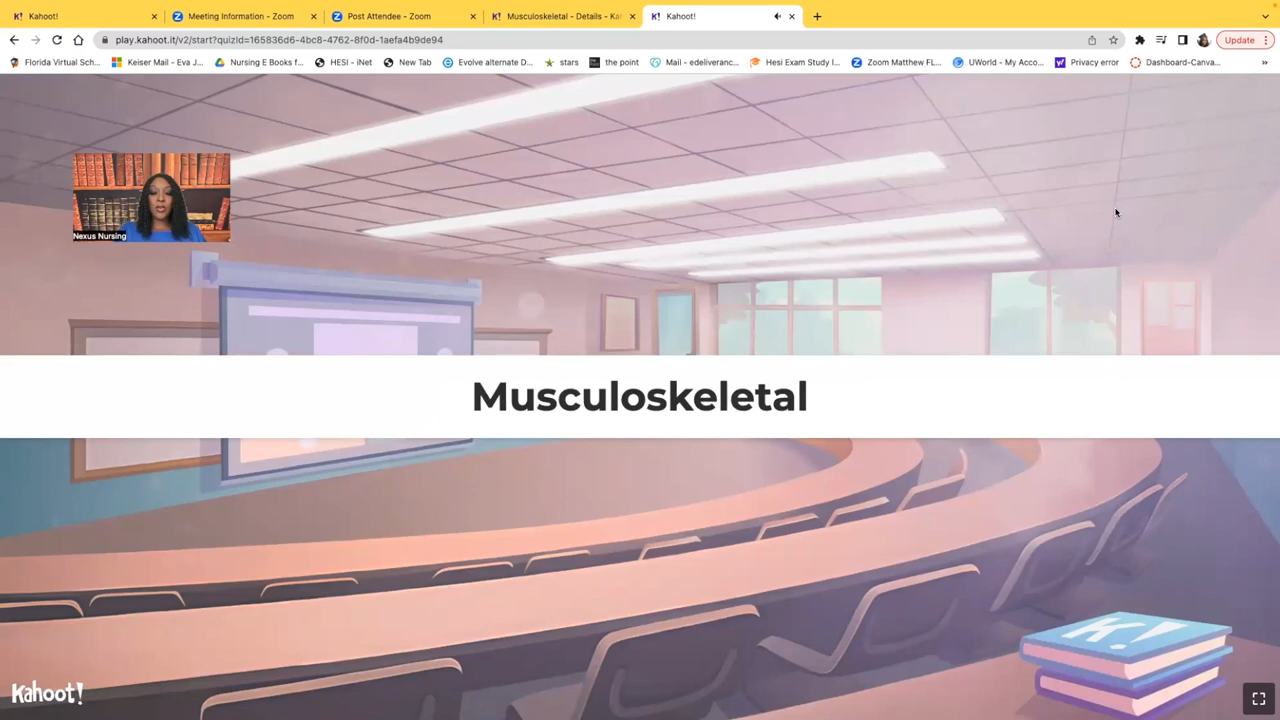 Kahoot!
Meeting Information - Zoom
Post Attendee - Zoom
Musculoskeletal - Details - Ka
Kahoot!
play.kahoot.it/v2/start?quizId=165836d6-4bc8-4762-8f0d-1aefa4b9de94
Update
Florida Virtual Sch...
Keiser Mail - Eva J...
Nursing E Books f...
HESI - iNet
New Tab
Evolve alternate D...
stars
the point
Mail - edeliveranc...
Hesi Exam Study I...
Zoom Matthew FL...
UWorld - My Acco...
Privacy error
Dashboard-Canva...
»
Nexus Nursing
Musculoskeletal
K!
Kahoot!